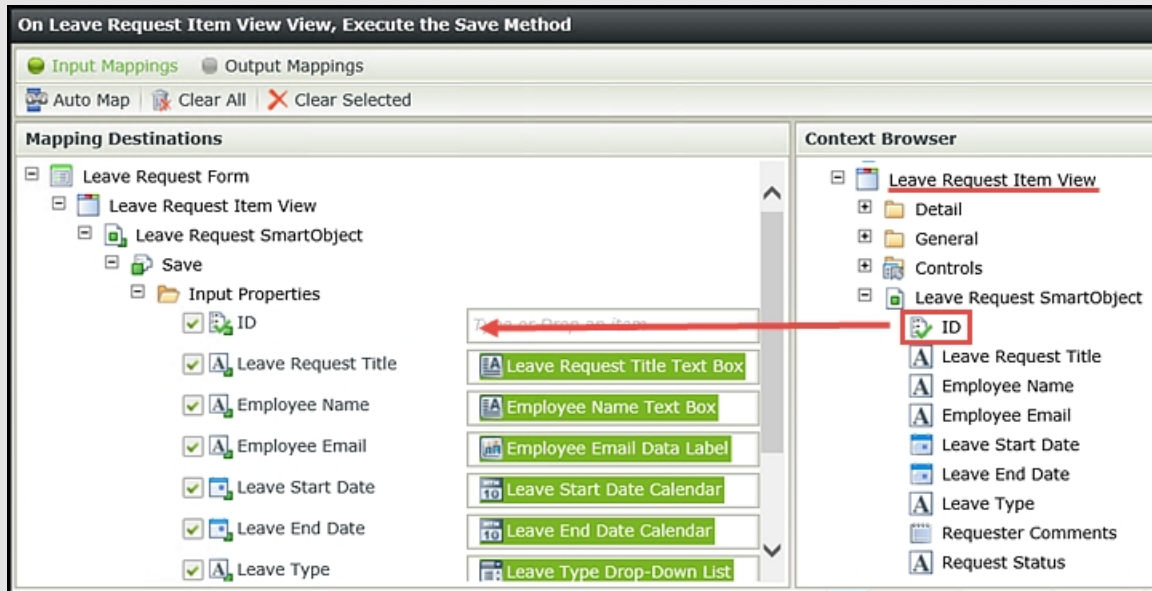 On Leave Request Item View View, Execute the Save Method
Input Mappings Output Mappings
Auto Map Clear All Clear Selected
Mapping Destinations
Leave Request Form
Leave Request Item View
Leave Request SmartObject
Save
Input Properties
ID Type or Drop an item
Leave Request Title Leave Request Title Text Box
Employee Name Employee Name Text Box
Employee Email Employee Email Data Label
Leave Start Date 10 Leave Start Date Calendar
Leave End Date 10 Leave End Date Calendar
Leave Type Leave Type Drop-Down List
Context Browser
Leave Request Item View
Detail
General
Controls
Leave Request SmartObject
ID
A Leave Request Title
A Employee Name
A Employee Email
Leave Start Date
Leave End Date
A Leave Type
Requester Comments
A Request Status